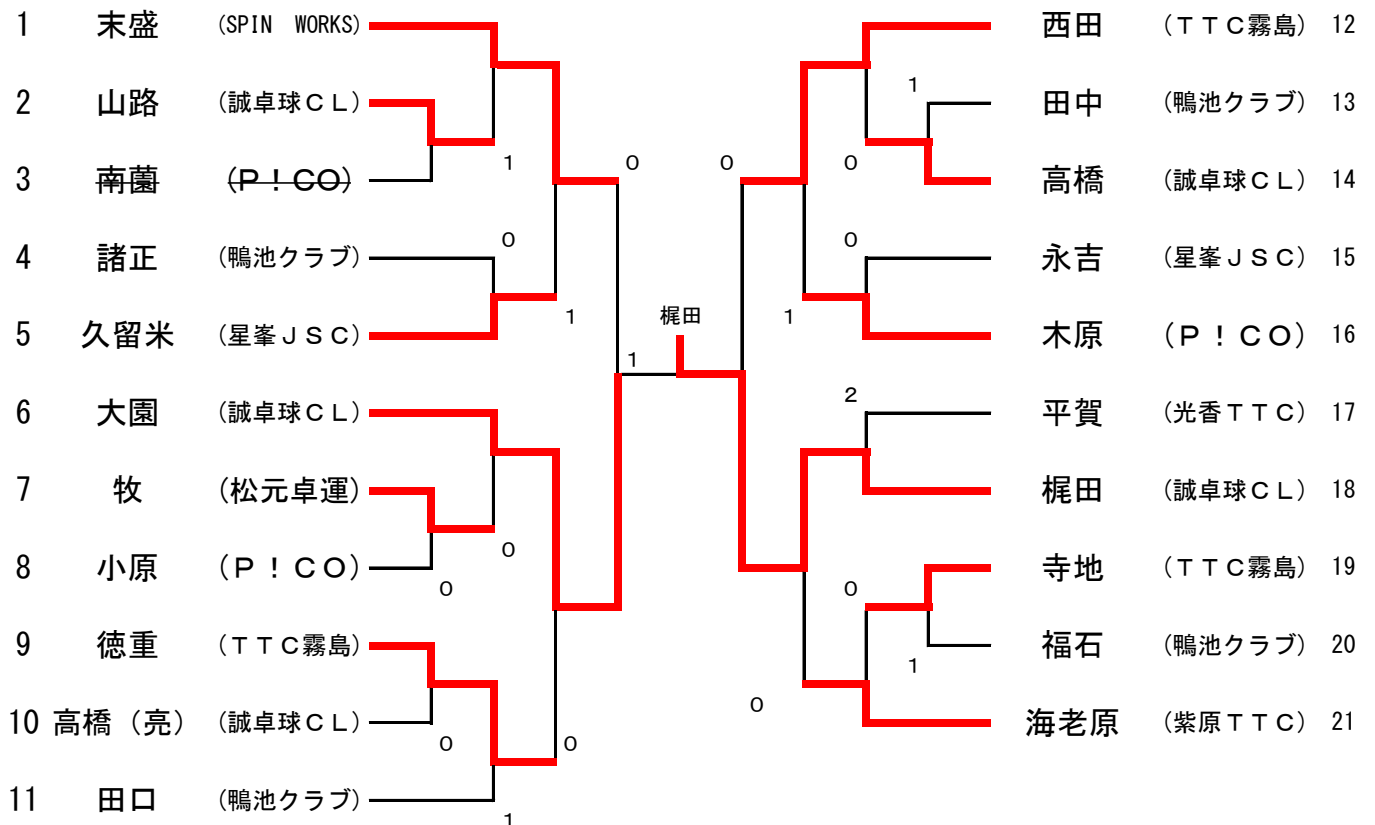 1 末盛 (SPIN WORKS)
2 山路 (誠卓球ＣＬ)
3 南薗 (Ｐ！ＣＯ)
4 諸正 (鴨池クラブ)
5 久留米 (星峯ＪＳＣ)
6 大園 (誠卓球ＣＬ)
7 牧 (松元卓運)
8 小原 (Ｐ！ＣＯ)
9 徳重 (ＴＴＣ霧島)
10 高橋（亮） (誠卓球ＣＬ)
11 田口 (鴨池クラブ)
1
0
0
0
0
1
1
0
0
1
梶田
0
1
0
1
0
0
2
0
1
西田 (ＴＴＣ霧島) 12
田中 (鴨池クラブ) 13
高橋 (誠卓球ＣＬ) 14
永吉 (星峯ＪＳＣ) 15
木原 (Ｐ！ＣＯ) 16
平賀 (光香ＴＴＣ) 17
梶田 (誠卓球ＣＬ) 18
寺地 (ＴＴＣ霧島) 19
福石 (鴨池クラブ) 20
海老原 (紫原ＴＴＣ) 21
0